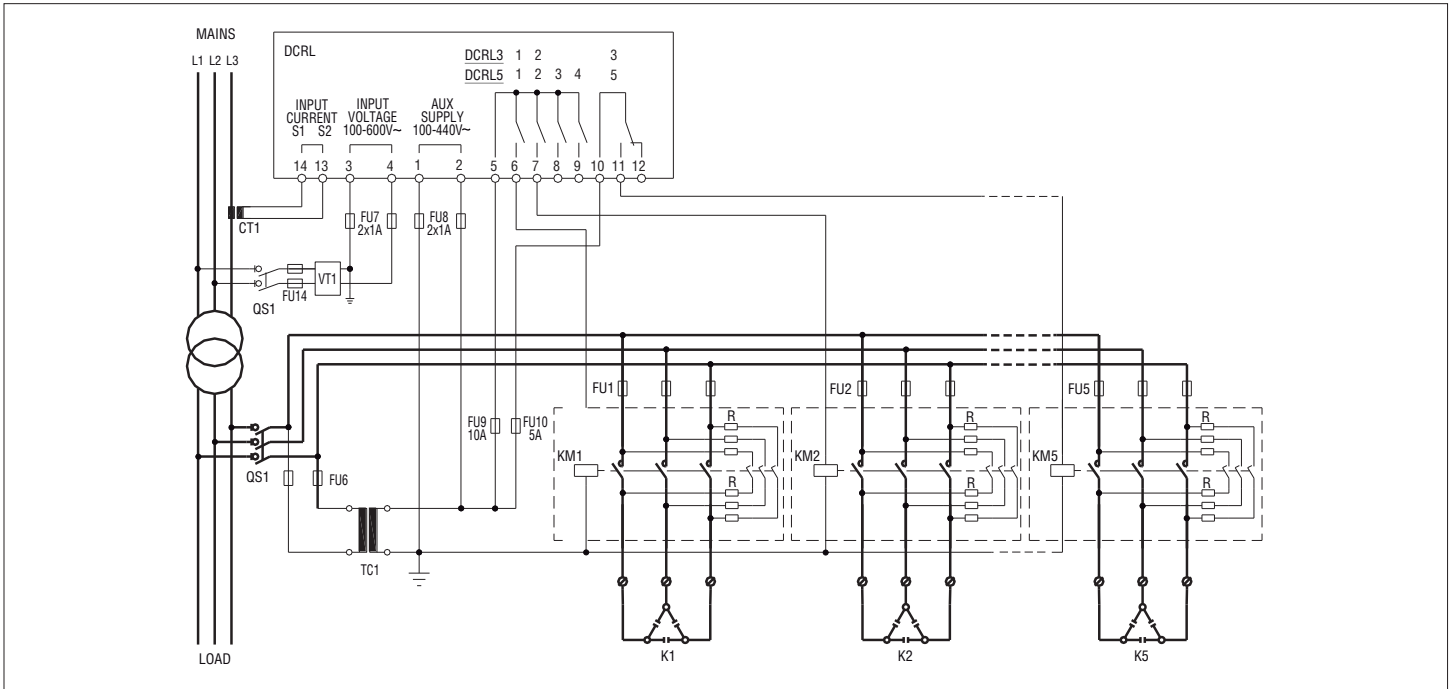 MAINS
L1 L2 L3
DCRL
DCRL3 1 2 3
DCRL5 1 2 3 4 5
INPUT CURRENT
S1 S2
INPUT VOLTAGE
100-600V~
AUX SUPPLY
100-440V~
14 13 3 4 1 2 5 6 7 8 9 10 11 12
CT1
FU7
2x1A
FU8
2x1A
VT1
FU14
QS1
FU1
FU2
FU5
FU9
10A
FU10
5A
R
R
R
KM1
KM2
KM5
QS1
FU6
R
R
R
TC1
K1
K2
K5
LOAD